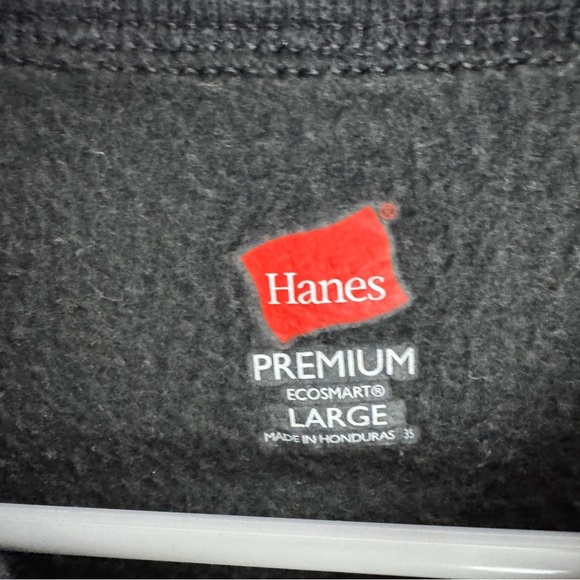 Hanes®
PREMIUM
ECOSMART®
LARGE
MADE IN HONDURAS 35